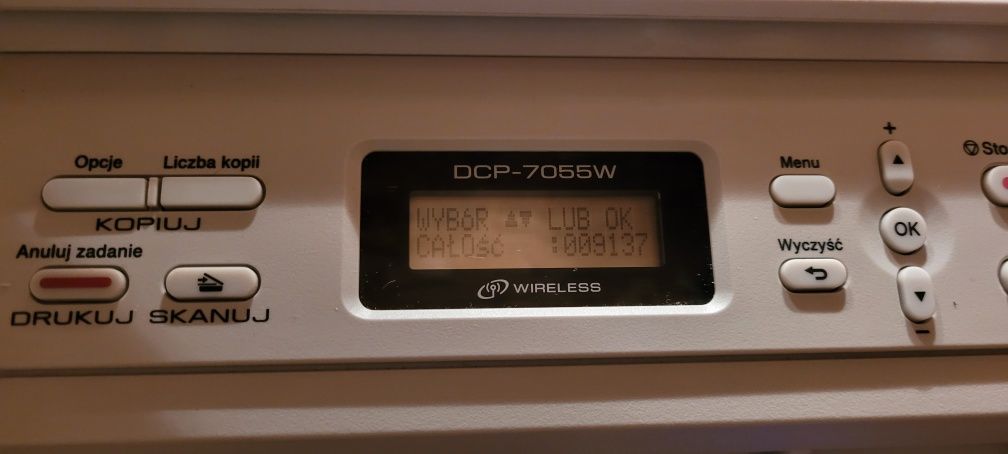 DCP-7055W
Opcje Liczba kopii
KOPIUJ
Anuluj zadanie
DRUKUJ SKANUJ
WYBóR ▲▼ LUB OK
CAŁOść :009137
WIRELESS
Menu
Wyczyść
+
OK
-